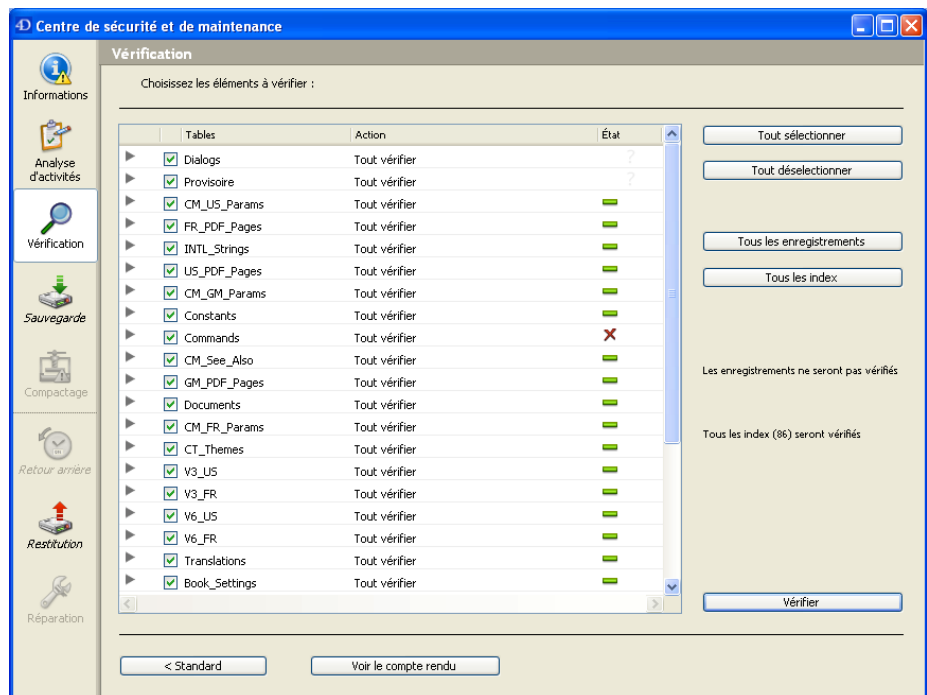 4D Centre de sécurité et de maintenance
Informations
Analyse
d'activités
Vérification
Sauvegarde
Compactage
Retour arrière
Restitution
Réparation
Vérification
Choisissez les éléments à vérifier :
Tables Action État
Dialogs Tout vérifier ?
Provisoire Tout vérifier ?
CM_US_Params Tout vérifier
FR_PDF_Pages Tout vérifier
INTL_Strings Tout vérifier
US_PDF_Pages Tout vérifier
CM_GM_Params Tout vérifier
Constants Tout vérifier
Commands Tout vérifier
CM_See_Also Tout vérifier
GM_PDF_Pages Tout vérifier
Documents Tout vérifier
CM_FR_Params Tout vérifier
CT_Themes Tout vérifier
V3_US Tout vérifier
V3_FR Tout vérifier
V6_US Tout vérifier
V6_FR Tout vérifier
Translations Tout vérifier
Book_Settings Tout vérifier
Tout sélectionner
Tout déselectionner
Tous les enregistrements
Tous les index
Les enregistrements ne seront pas vérifiés
Tous les index (86) seront vérifiés
Vérifier
< Standard
Voir le compte rendu